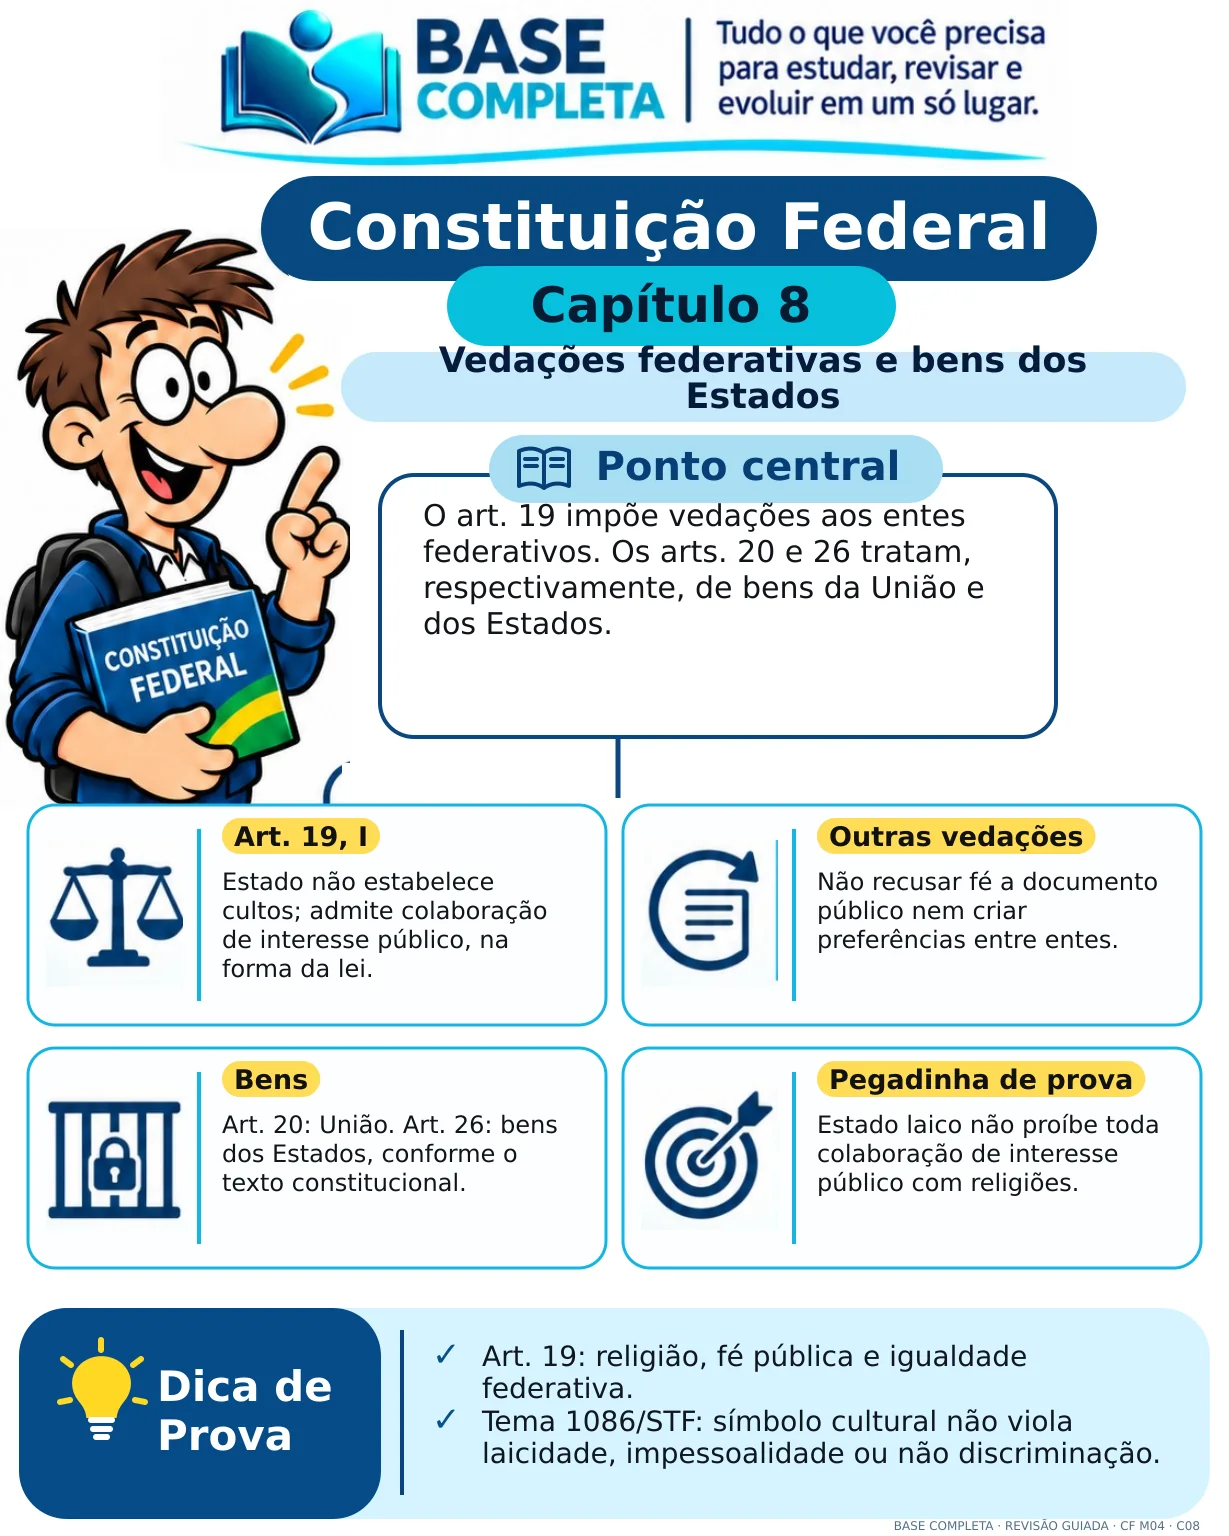 BASE
COMPLETA
Tudo o que você precisa
para estudar, revisar e
evoluir em um só lugar.
Constituição Federal
Capítulo 8
Vedações federativas e bens dos
Estados
Ponto central
O art. 19 impõe vedações aos entes
federativos. Os arts. 20 e 26 tratam,
respectivamente, de bens da União e
dos Estados.
CONSTITUIÇÃO
FEDERAL
Art. 19, I
Estado não estabelece
cultos; admite colaboração
de interesse público, na
forma da lei.
Outras vedações
Não recusar fé a documento
público nem criar
preferências entre entes.
Bens
Art. 20: União. Art. 26: bens
dos Estados, conforme o
texto constitucional.
Pegadinha de prova
Estado laico não proíbe toda
colaboração de interesse
público com religiões.
Dica de
Prova
✓ Art. 19: religião, fé pública e igualdade
federativa.
✓ Tema 1086/STF: símbolo cultural não viola
laicidade, impessoalidade ou não discriminação.
BASE COMPLETA · REVISÃO GUIADA · CF M04 · C08